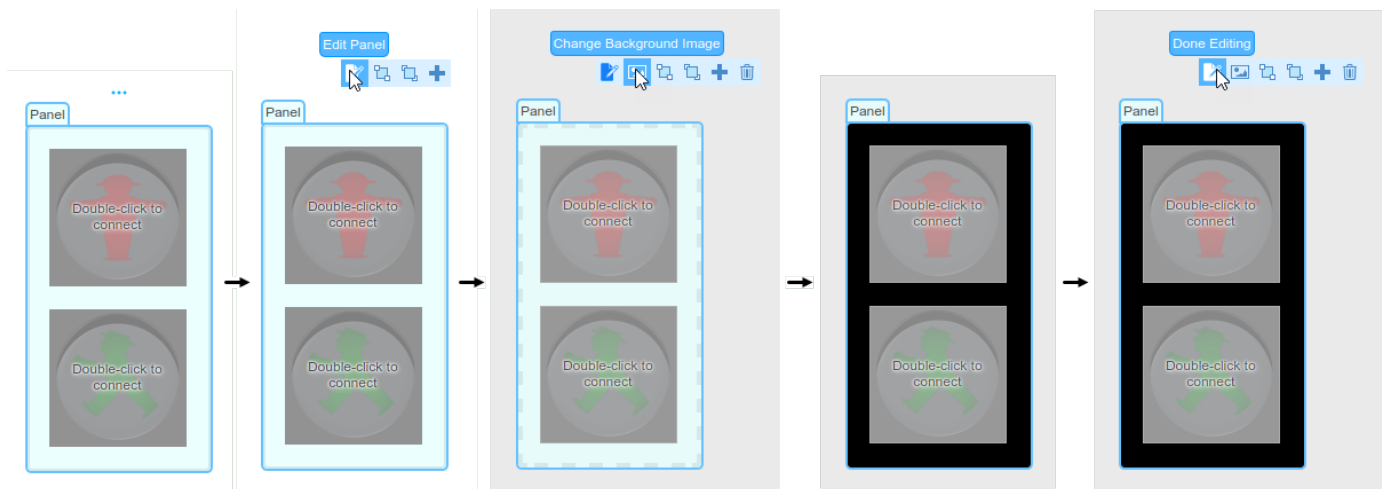 Edit Panel
Change Background Image
Done Editing
...
Panel
Double-click to
connect
Double-click to
connect
Panel
Double-click to
connect
Double-click to
connect
Panel
Double-click to
connect
Double-click to
connect
Panel
Double-click to
connect
Double-click to
connect
Panel
Double-click to
connect
Double-click to
connect